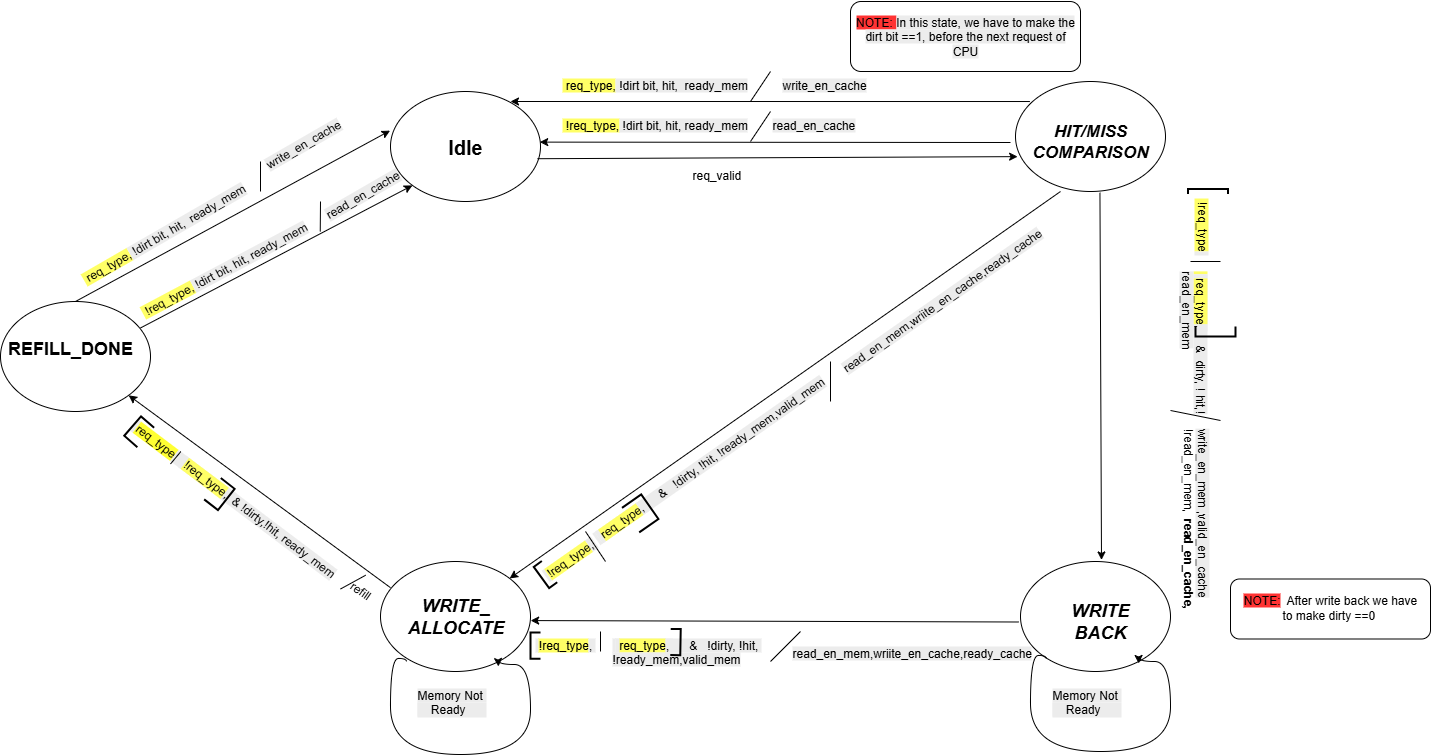 NOTE: In this state, we have to make the
dirt bit ==1, before the next request of
CPU
req_type, !dirt bit, hit, ready_mem / write_en_cache
!req_type, !dirt bit, hit, ready_mem / read_en_cache
req_valid
Idle
HIT/MISS
COMPARISON
req_type, !dirt bit, hit, ready_mem / write_en_cache
!req_type, !dirt bit, hit, ready_mem / read_en_cache
REFILL_DONE
!req_type | req_type & dirty, ! hit,!
read_en_mem
write_en_mem ,valid_en_cache
!read_en_mem, read_en_cache,
[!req_type, | req_type,] & !dirty, !hit, !ready_mem,valid_mem | read_en_mem,wriite_en_cache,ready_cache
[req_type | !req_type,] & !dirty,!hit, ready_mem / refill
WRITE_
ALLOCATE
WRITE
BACK
[!req_type, | req_type,] & !dirty, !hit,
!ready_mem,valid_mem / read_en_mem,wriite_en_cache,ready_cache
Memory Not
Ready
Memory Not
Ready
NOTE: After write back we have
to make dirty ==0